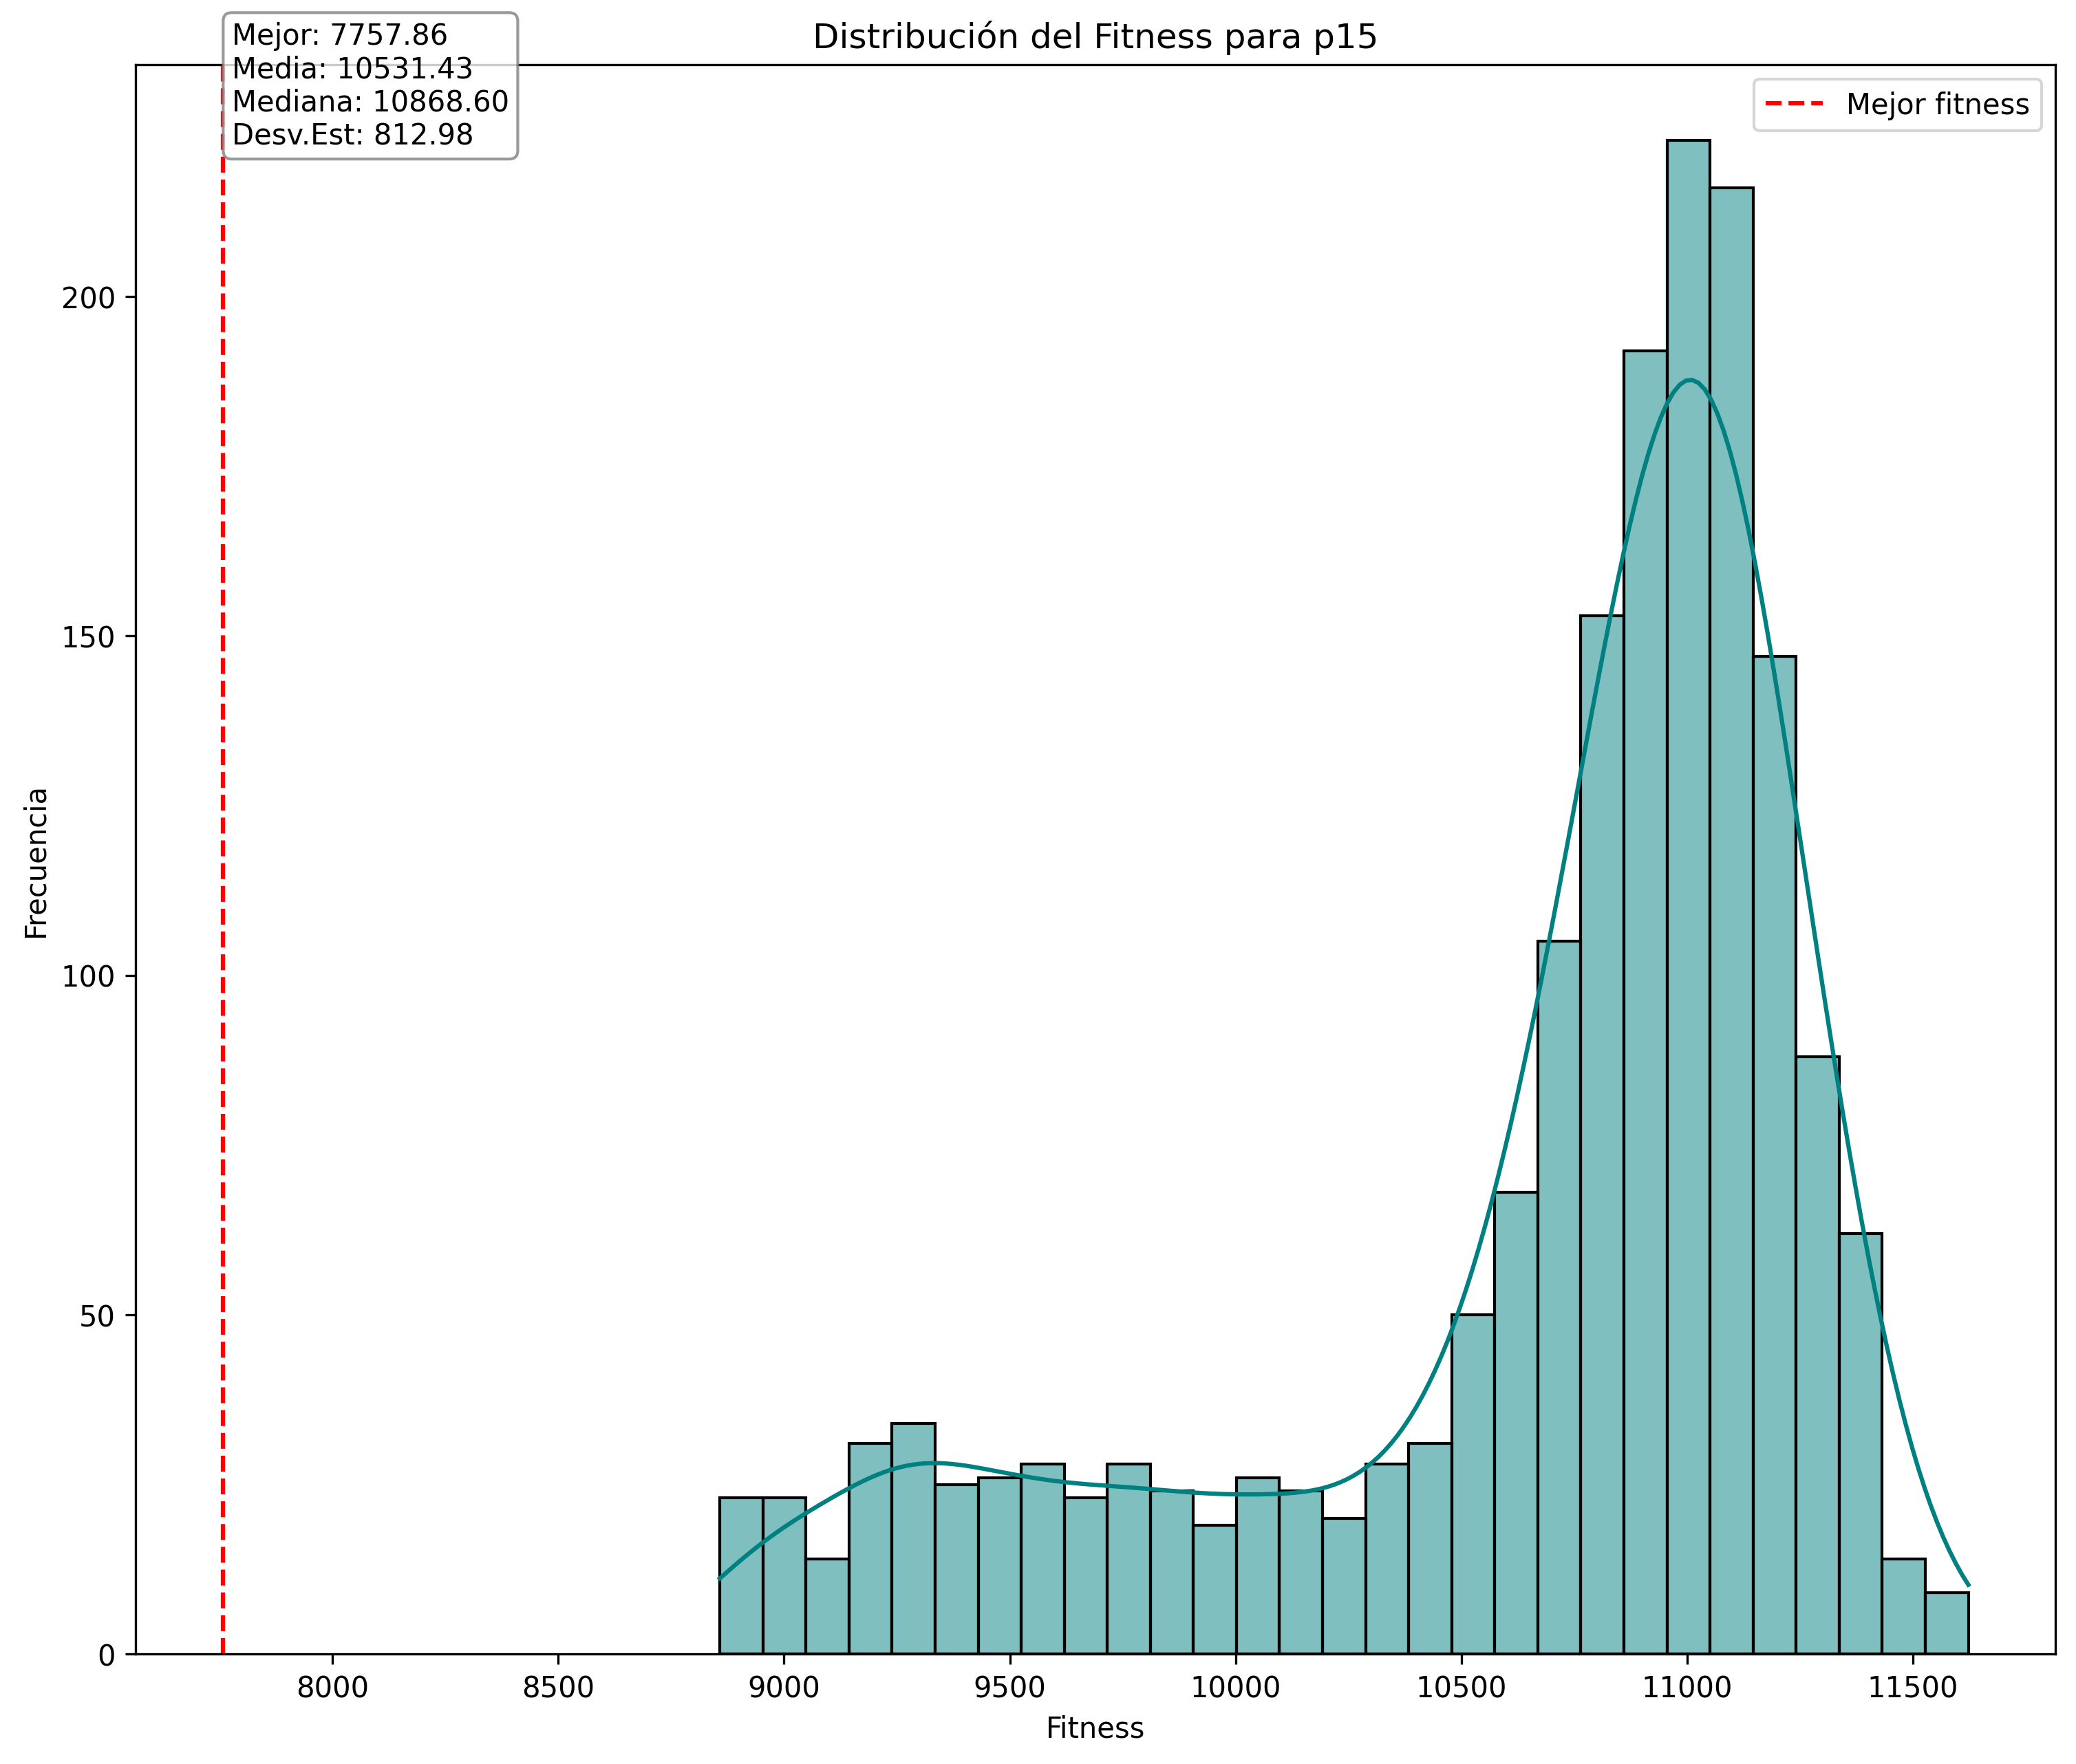 Distribución del Fitness para p15
Mejor: 7757.86
Media: 10531.43
Mediana: 10868.60
Desv.Est: 812.98
Mejor fitness
Frecuencia
200
150
100
50
0
8000 8500 9000 9500 10000 10500 11000 11500
Fitness